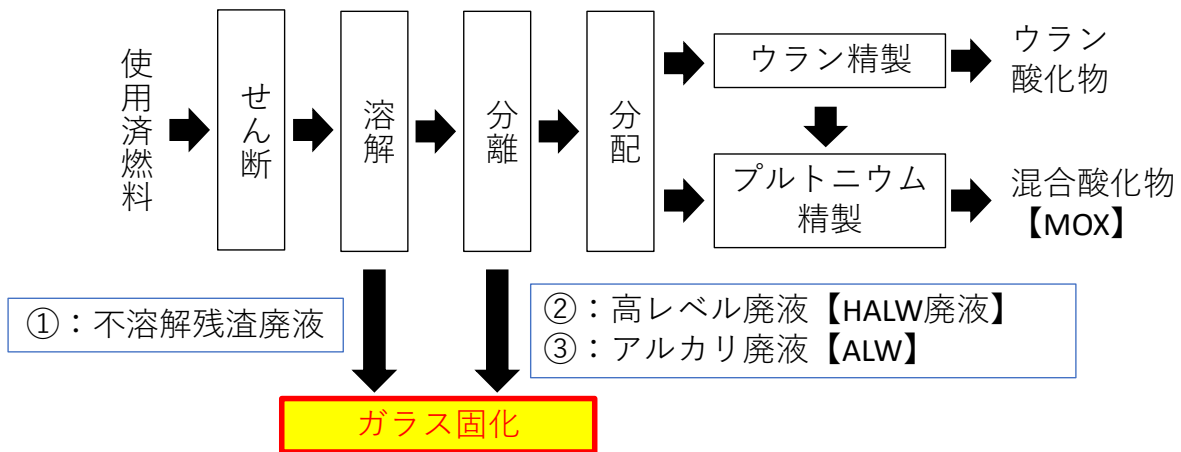 使用済燃料
せん断
溶解
分離
分配
ウラン精製
ウラン
酸化物
プルトニウム
精製
混合酸化物
【MOX】
①：不溶解残渣廃液
②：高レベル廃液【HALW廃液】
③：アルカリ廃液【ALW】
ガラス固化